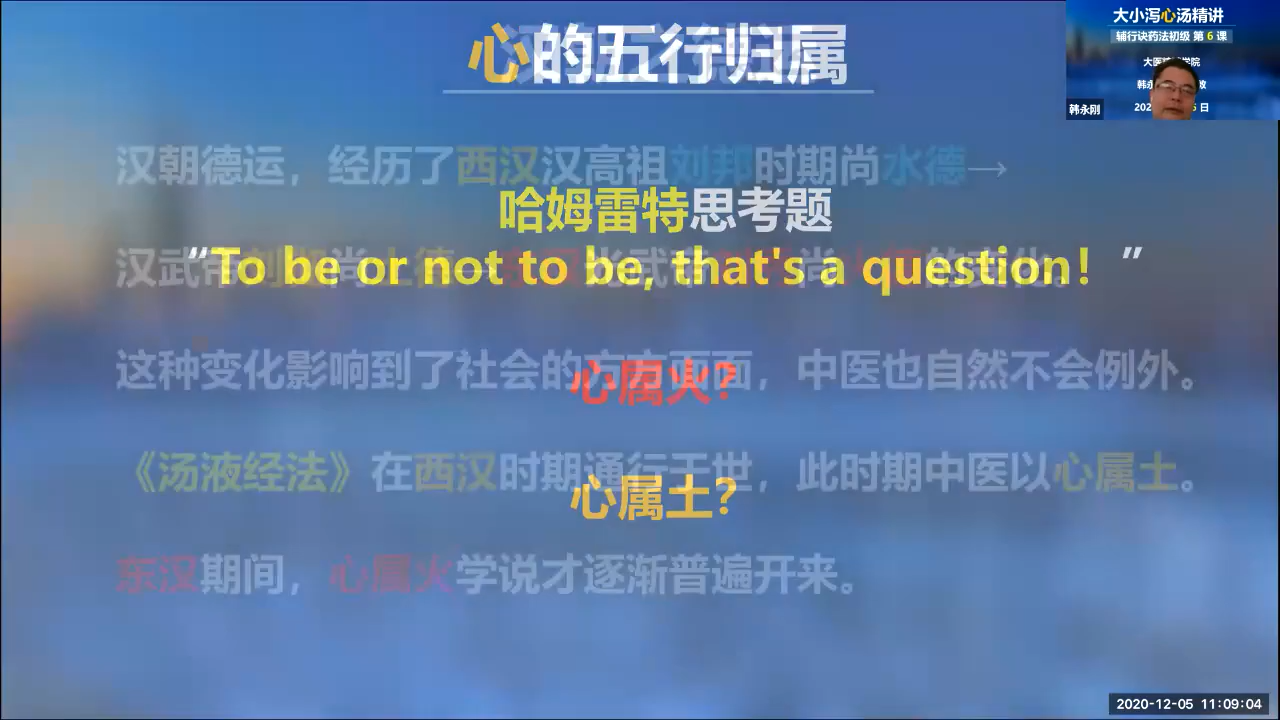 心的五行归属
汉朝德运，经历了西汉汉高祖刘邦时期尚水德→
哈姆雷特思考题
“To be or not to be, that's a question！”
这种变化影响到了社会的方方面面，中医也自然不会例外。
心属火？
《汤液经法》在西汉时期通行于世，此时期中医以心属土。
心属土？
东汉期间，心属火学说才逐渐普遍开来。
大小泻心汤精讲
辅行诀药法初级 第 6 课
韩永刚
2020-12-05 11:09:04